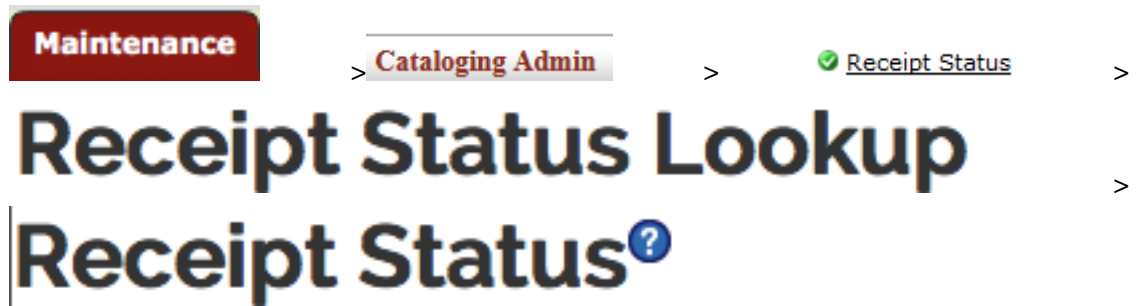 Maintenance > Cataloging Admin > Receipt Status >
Receipt Status Lookup >
Receipt Status ?